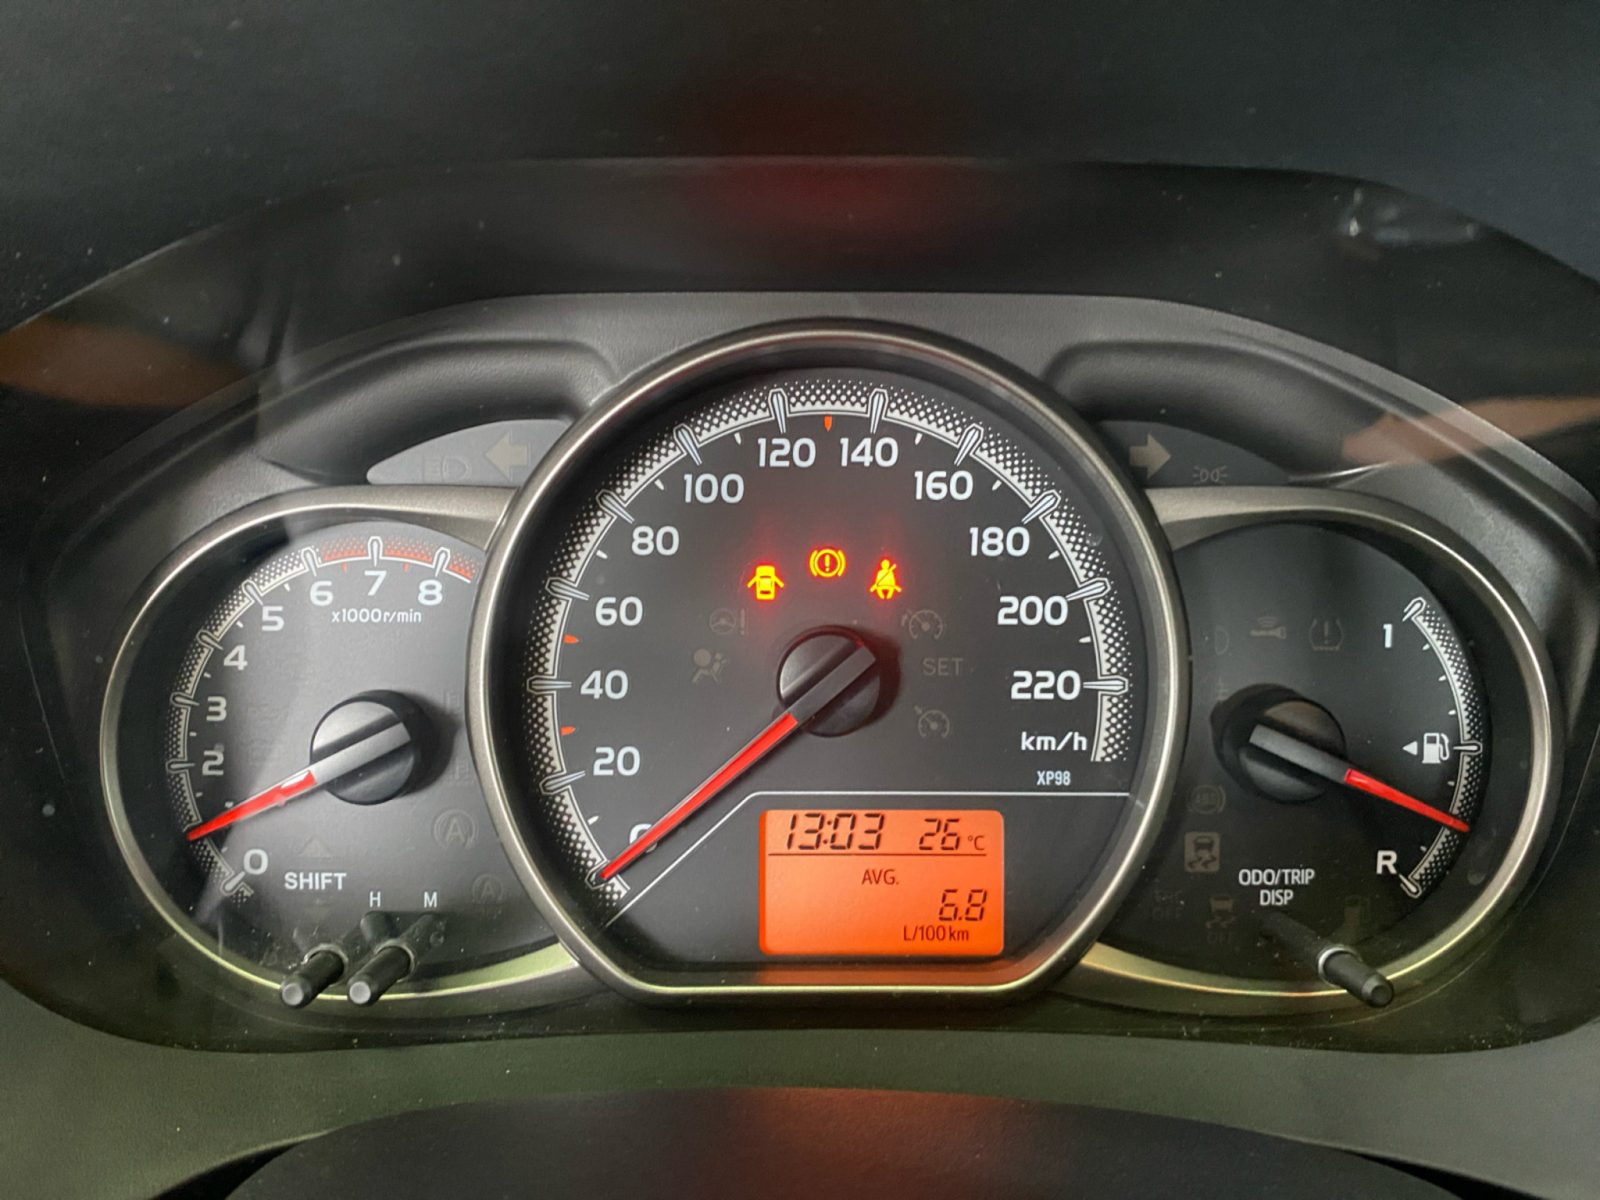 120 140
100 160
80 180
60 200
40 220
20
0
km/h
XP98
SET
8
7
6
5
4
3
2
0
x1000r/min
SHIFT
H M
13:03 26°C
AVG.
6.8
L/100km
1
R
ODO/TRIP
DISP